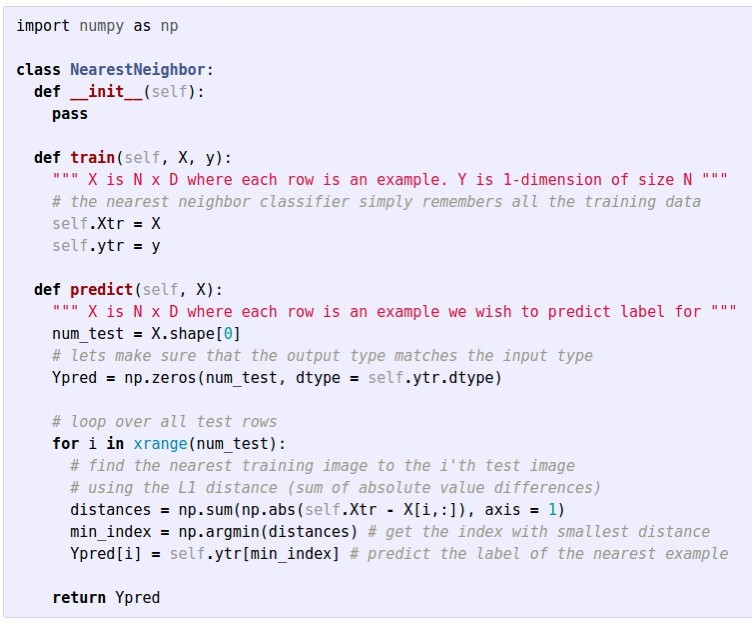 import numpy as np

class NearestNeighbor:
  def __init__(self):
    pass

  def train(self, X, y):
    """ X is N x D where each row is an example. Y is 1-dimension of size N """
    # the nearest neighbor classifier simply remembers all the training data
    self.Xtr = X
    self.ytr = y

  def predict(self, X):
    """ X is N x D where each row is an example we wish to predict label for """
    num_test = X.shape[0]
    # lets make sure that the output type matches the input type
    Ypred = np.zeros(num_test, dtype = self.ytr.dtype)

    # loop over all test rows
    for i in xrange(num_test):
      # find the nearest training image to the i'th test image
      # using the L1 distance (sum of absolute value differences)
      distances = np.sum(np.abs(self.Xtr - X[i,:]), axis = 1)
      min_index = np.argmin(distances) # get the index with smallest distance
      Ypred[i] = self.ytr[min_index] # predict the label of the nearest example

    return Ypred